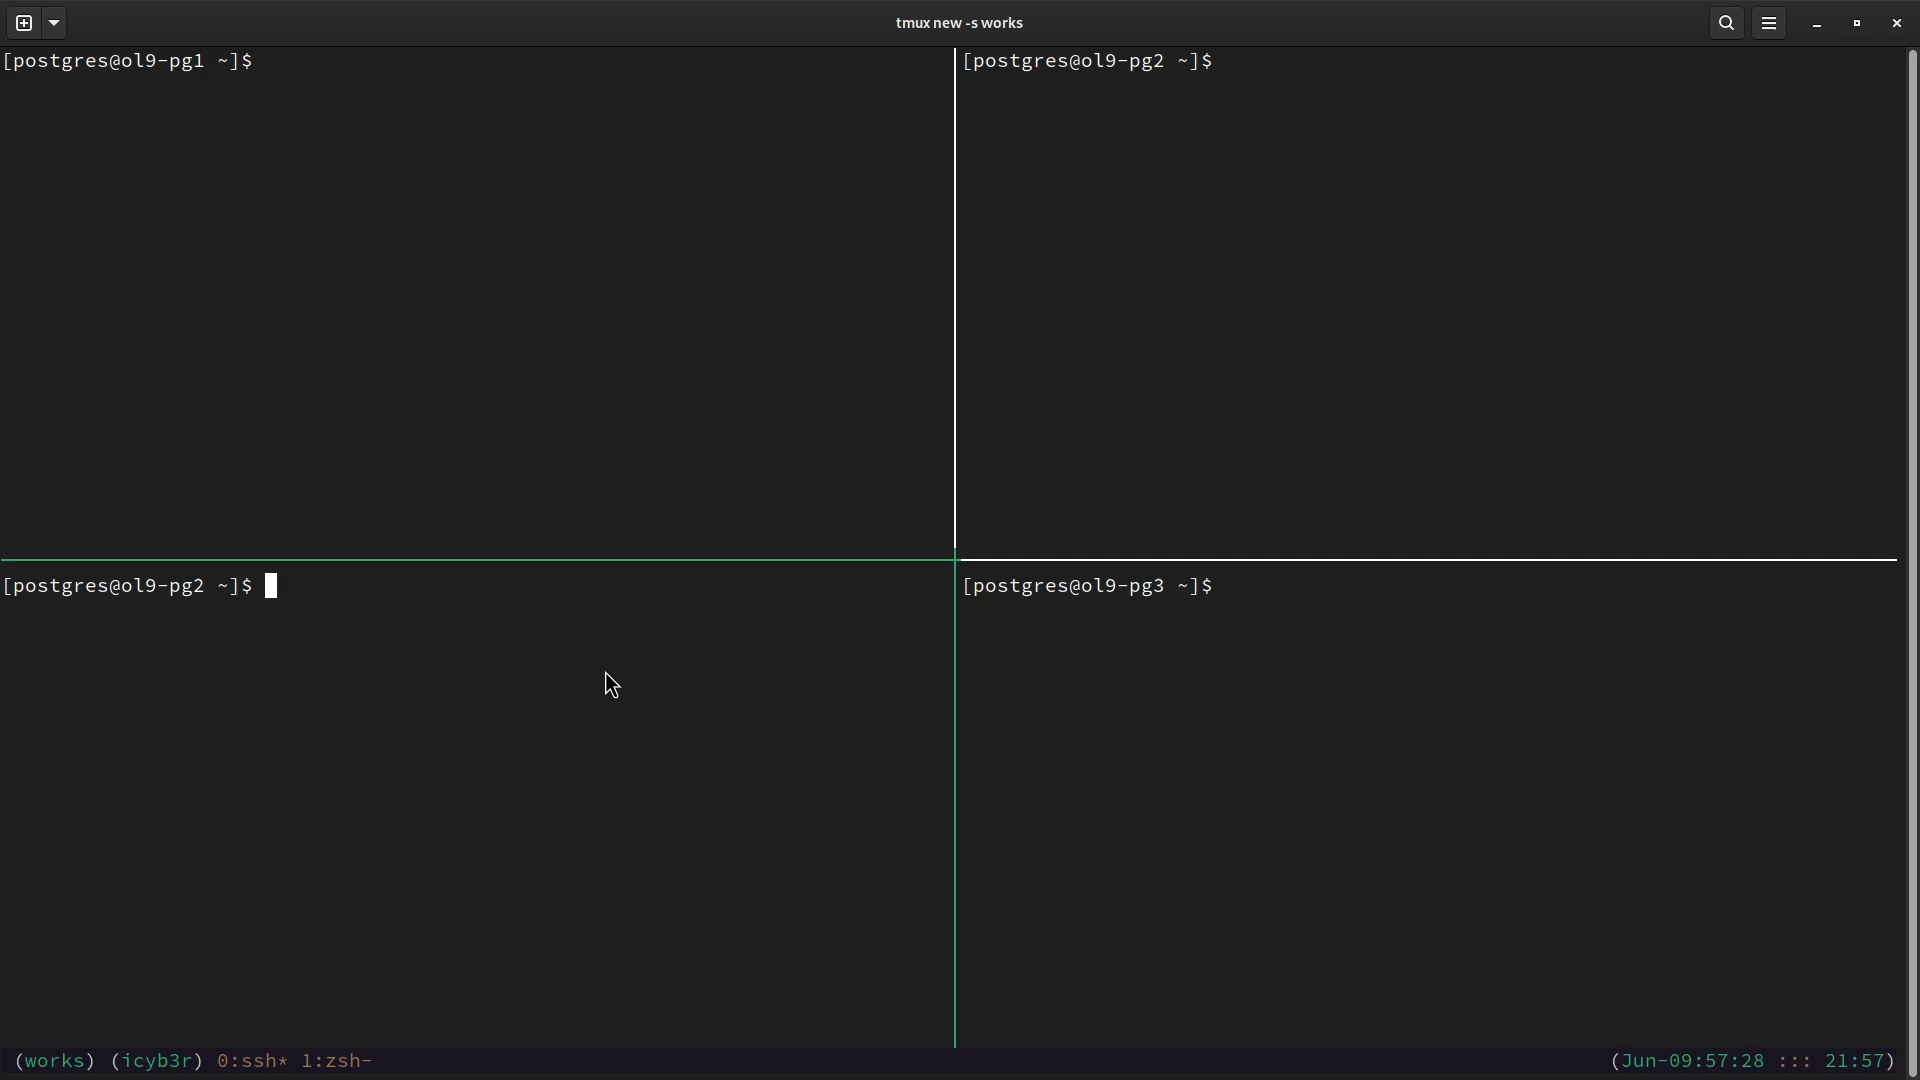 tmux new -s works
[postgres@ol9-pg1 ~]$
[postgres@ol9-pg2 ~]$
[postgres@ol9-pg2 ~]$
[postgres@ol9-pg3 ~]$
(works) (icyb3r) 0:ssh* 1:zsh-
(Jun-09:57:28 ::: 21:57)